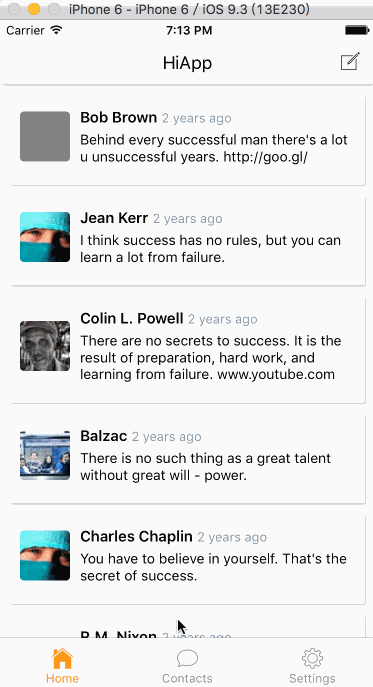 iPhone 6 - iPhone 6 / iOS 9.3 (13E230)
Carrier 7:13 PM
HiApp
Bob Brown 2 years ago
Behind every successful man there's a lot
u unsuccessful years. http://goo.gl/
Jean Kerr 2 years ago
I think success has no rules, but you can
learn a lot from failure.
Colin L. Powell 2 years ago
There are no secrets to success. It is the
result of preparation, hard work, and
learning from failure. www.youtube.com
Balzac 2 years ago
There is no such thing as a great talent
without great will - power.
Charles Chaplin 2 years ago
You have to believe in yourself. That's the
secret of success.
R.M. Nixon 2 years ago
Home Contacts Settings